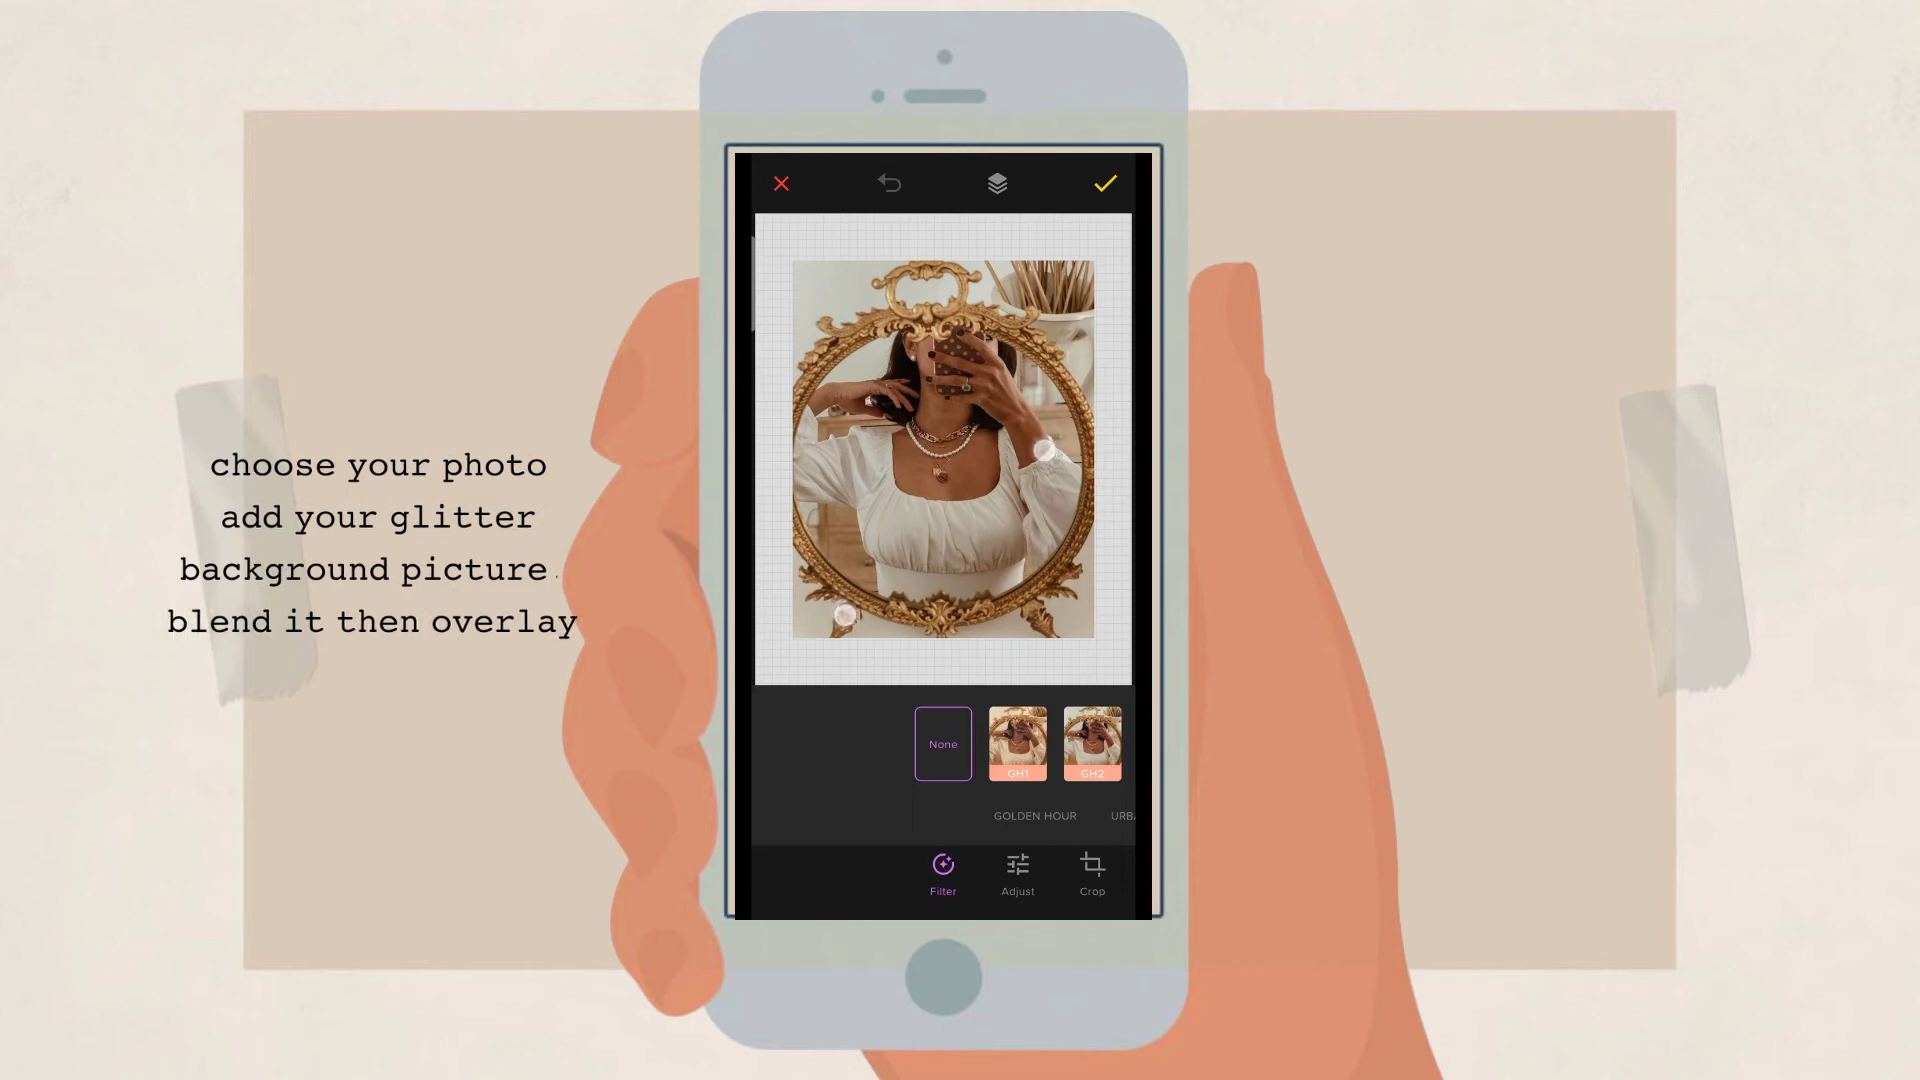 choose your photo
add your glitter
background picture .
blend it then overlay
None
GH1
GH2
GOLDEN HOUR
URBA
Filter
Adjust
Crop